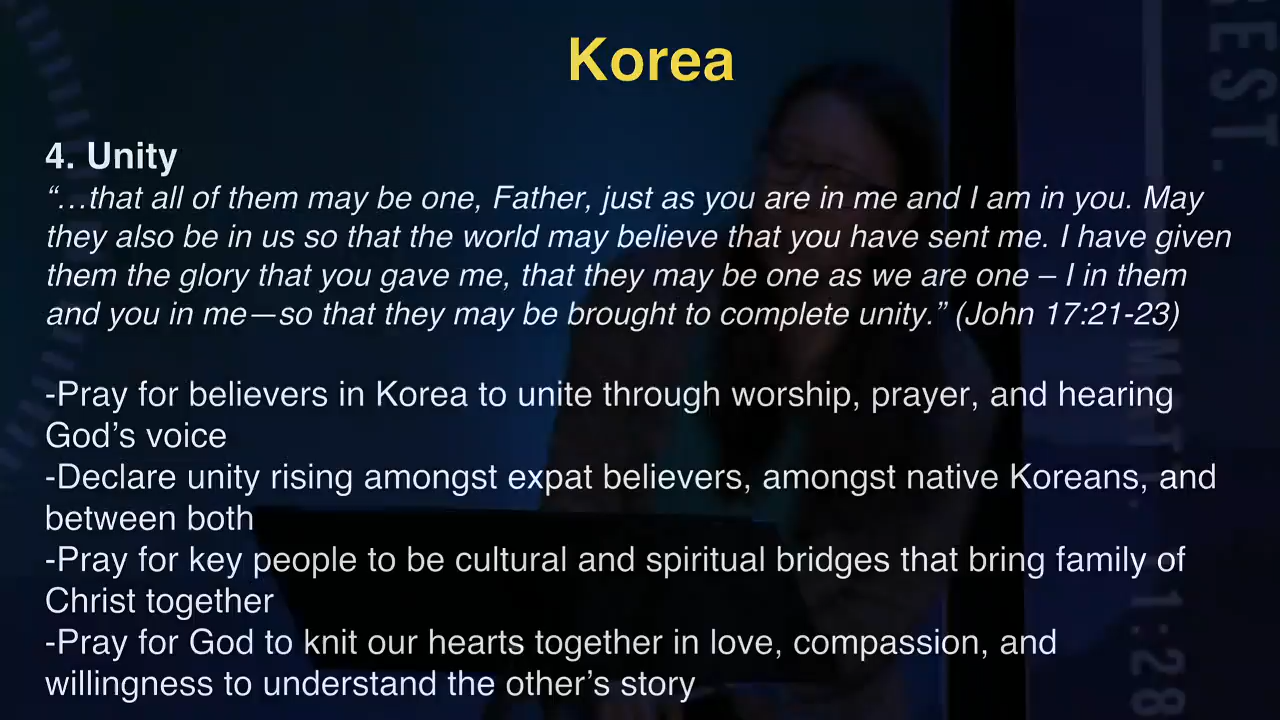 Korea
4. Unity
“…that all of them may be one, Father, just as you are in me and I am in you. May
they also be in us so that the world may believe that you have sent me. I have given
them the glory that you gave me, that they may be one as we are one – I in them
and you in me—so that they may be brought to complete unity.” (John 17:21-23)
-Pray for believers in Korea to unite through worship, prayer, and hearing
God’s voice
-Declare unity rising amongst expat believers, amongst native Koreans, and
between both
-Pray for key people to be cultural and spiritual bridges that bring family of
Christ together
-Pray for God to knit our hearts together in love, compassion, and
willingness to understand the other’s story
EST.
MATT. 1:28